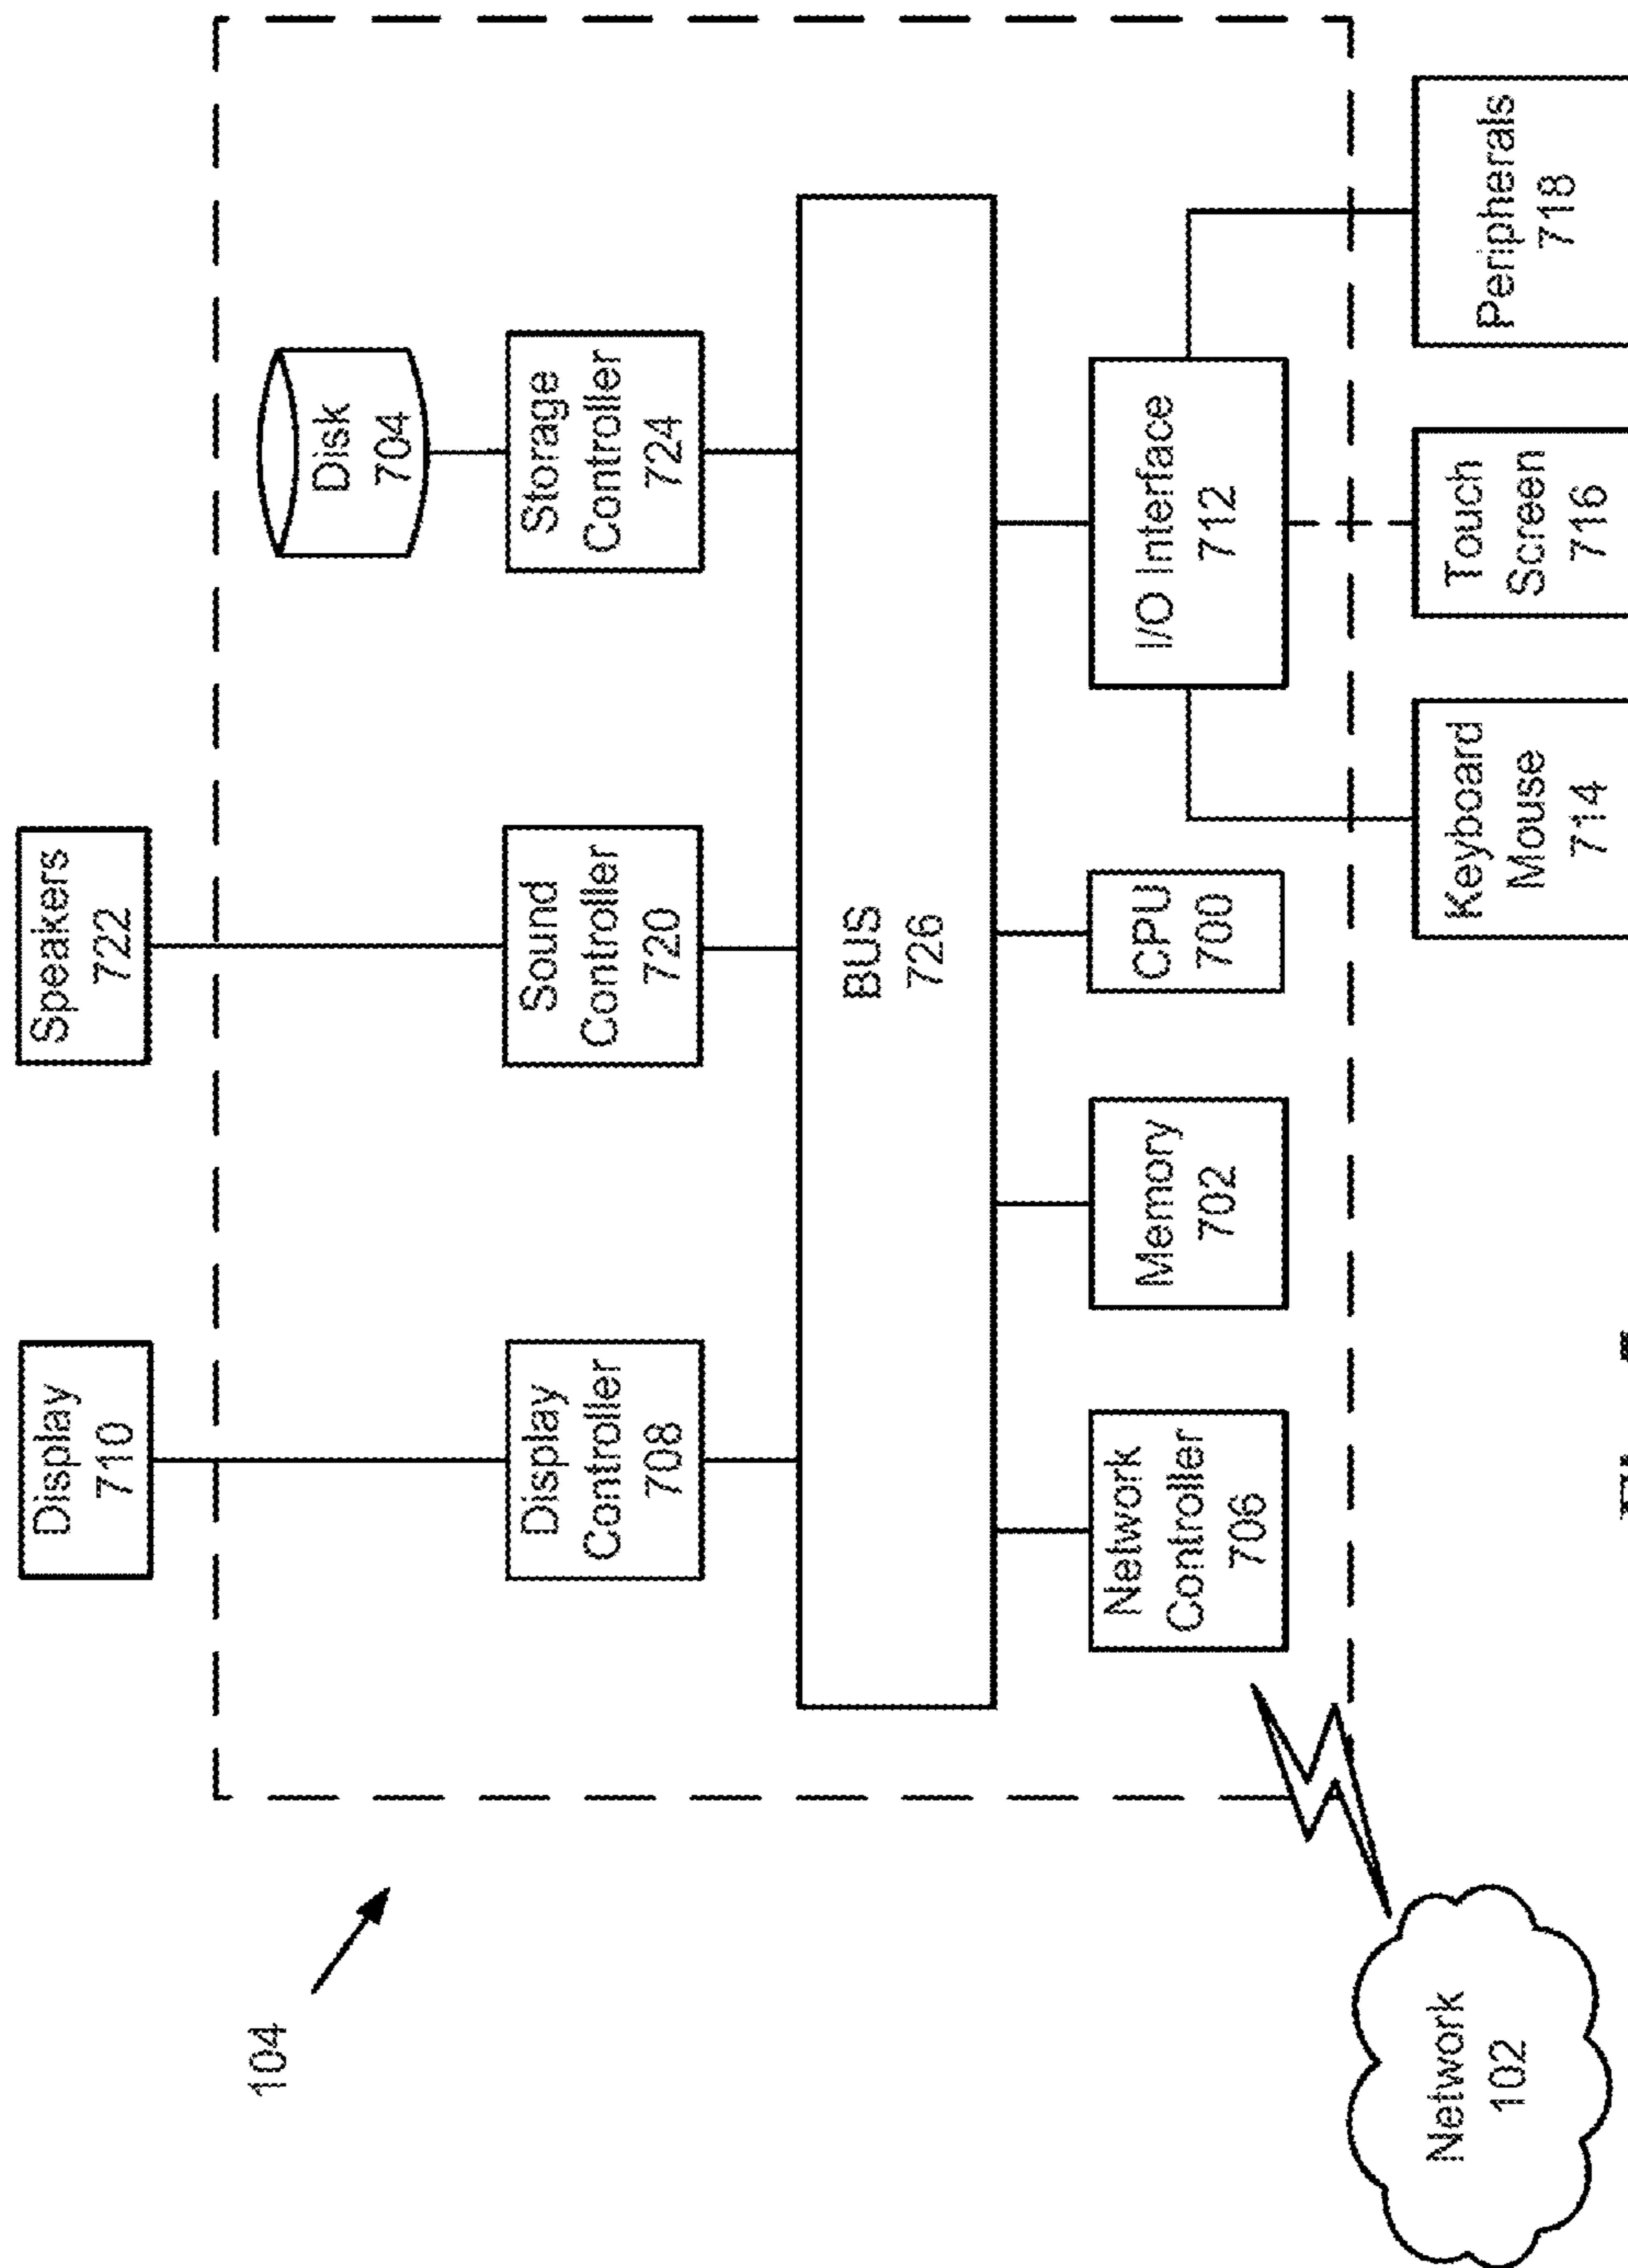 104
Display
710
Speakers
722
Disk
704
Display
Controller
708
Sound
Controller
720
Storage
Controller
724
BUS
726
Network
Controller
706
Memory
702
CPU
700
I/O Interface
712
Network
102
Keyboard
Mouse
714
Touch
Screen
716
Peripherals
718